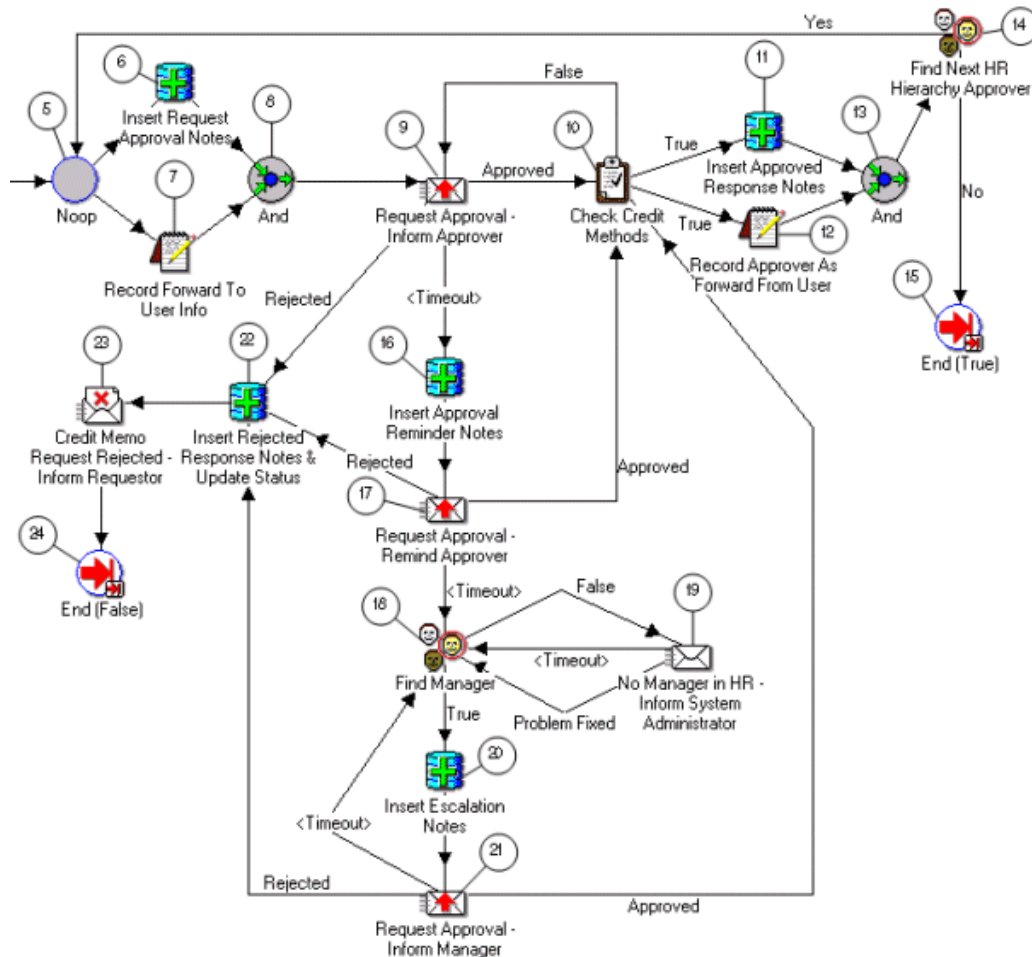 Yes
14
6
False
11
Find Next HR
Hierarchy Approver
5
Insert Request
Approval Notes
8
9
10
13
True
Insert Approved
Response Notes
Approved
7
Noop
And
Request Approval -
Inform Approver
Check Credit
Methods
True
And
No
12
Record Forward To
User Info
Rejected
<Timeout>
Record Approver As
Forward From User
15
16
22
23
End (True)
Insert Approval
Reminder Notes
Credit Memo
Request Rejected -
Inform Requestor
Insert Rejected
Response Notes &
Update Status
Rejected
Approved
17
24
Request Approval -
Remind Approver
End (False)
<Timeout>
False
18
19
<Timeout>
Find Manager
No Manager in HR -
Inform System
Administrator
True
Problem Fixed
20
Insert Escalation
Notes
<Timeout>
21
Rejected
Approved
Request Approval -
Inform Manager